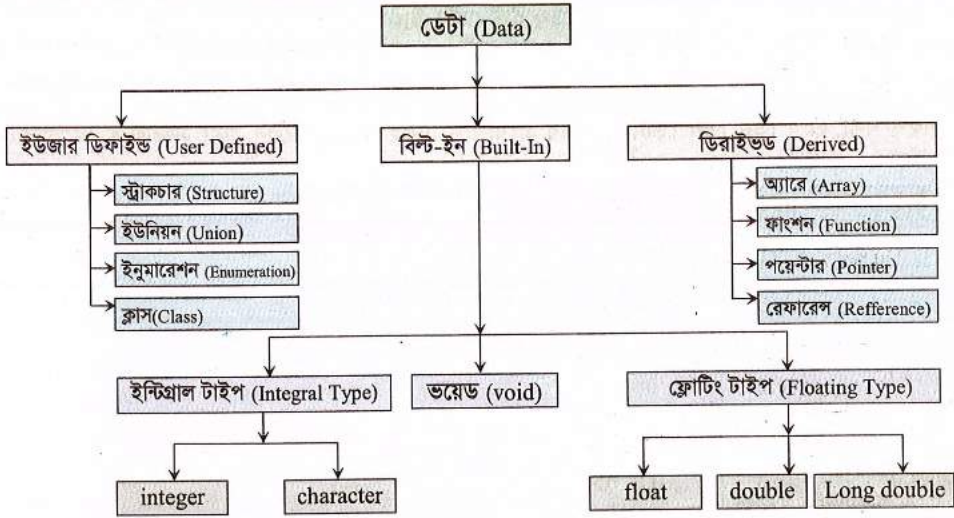 ডেটা (Data)
ইউজার ডিফাইন্ড (User Defined)
বিল্ট-ইন (Built-In)
ডিরাইভ্ড (Derived)
স্ট্রাকচার (Structure)
ইউনিয়ন (Union)
ইনুমারেশন (Enumeration)
ক্লাস(Class)
অ্যারে (Array)
ফাংশন (Function)
পয়েন্টার (Pointer)
রেফারেন্স (Refference)
ইন্টিগ্রাল টাইপ (Integral Type)
ভয়েড (void)
ফ্লোটিং টাইপ (Floating Type)
integer
character
float
double
Long double